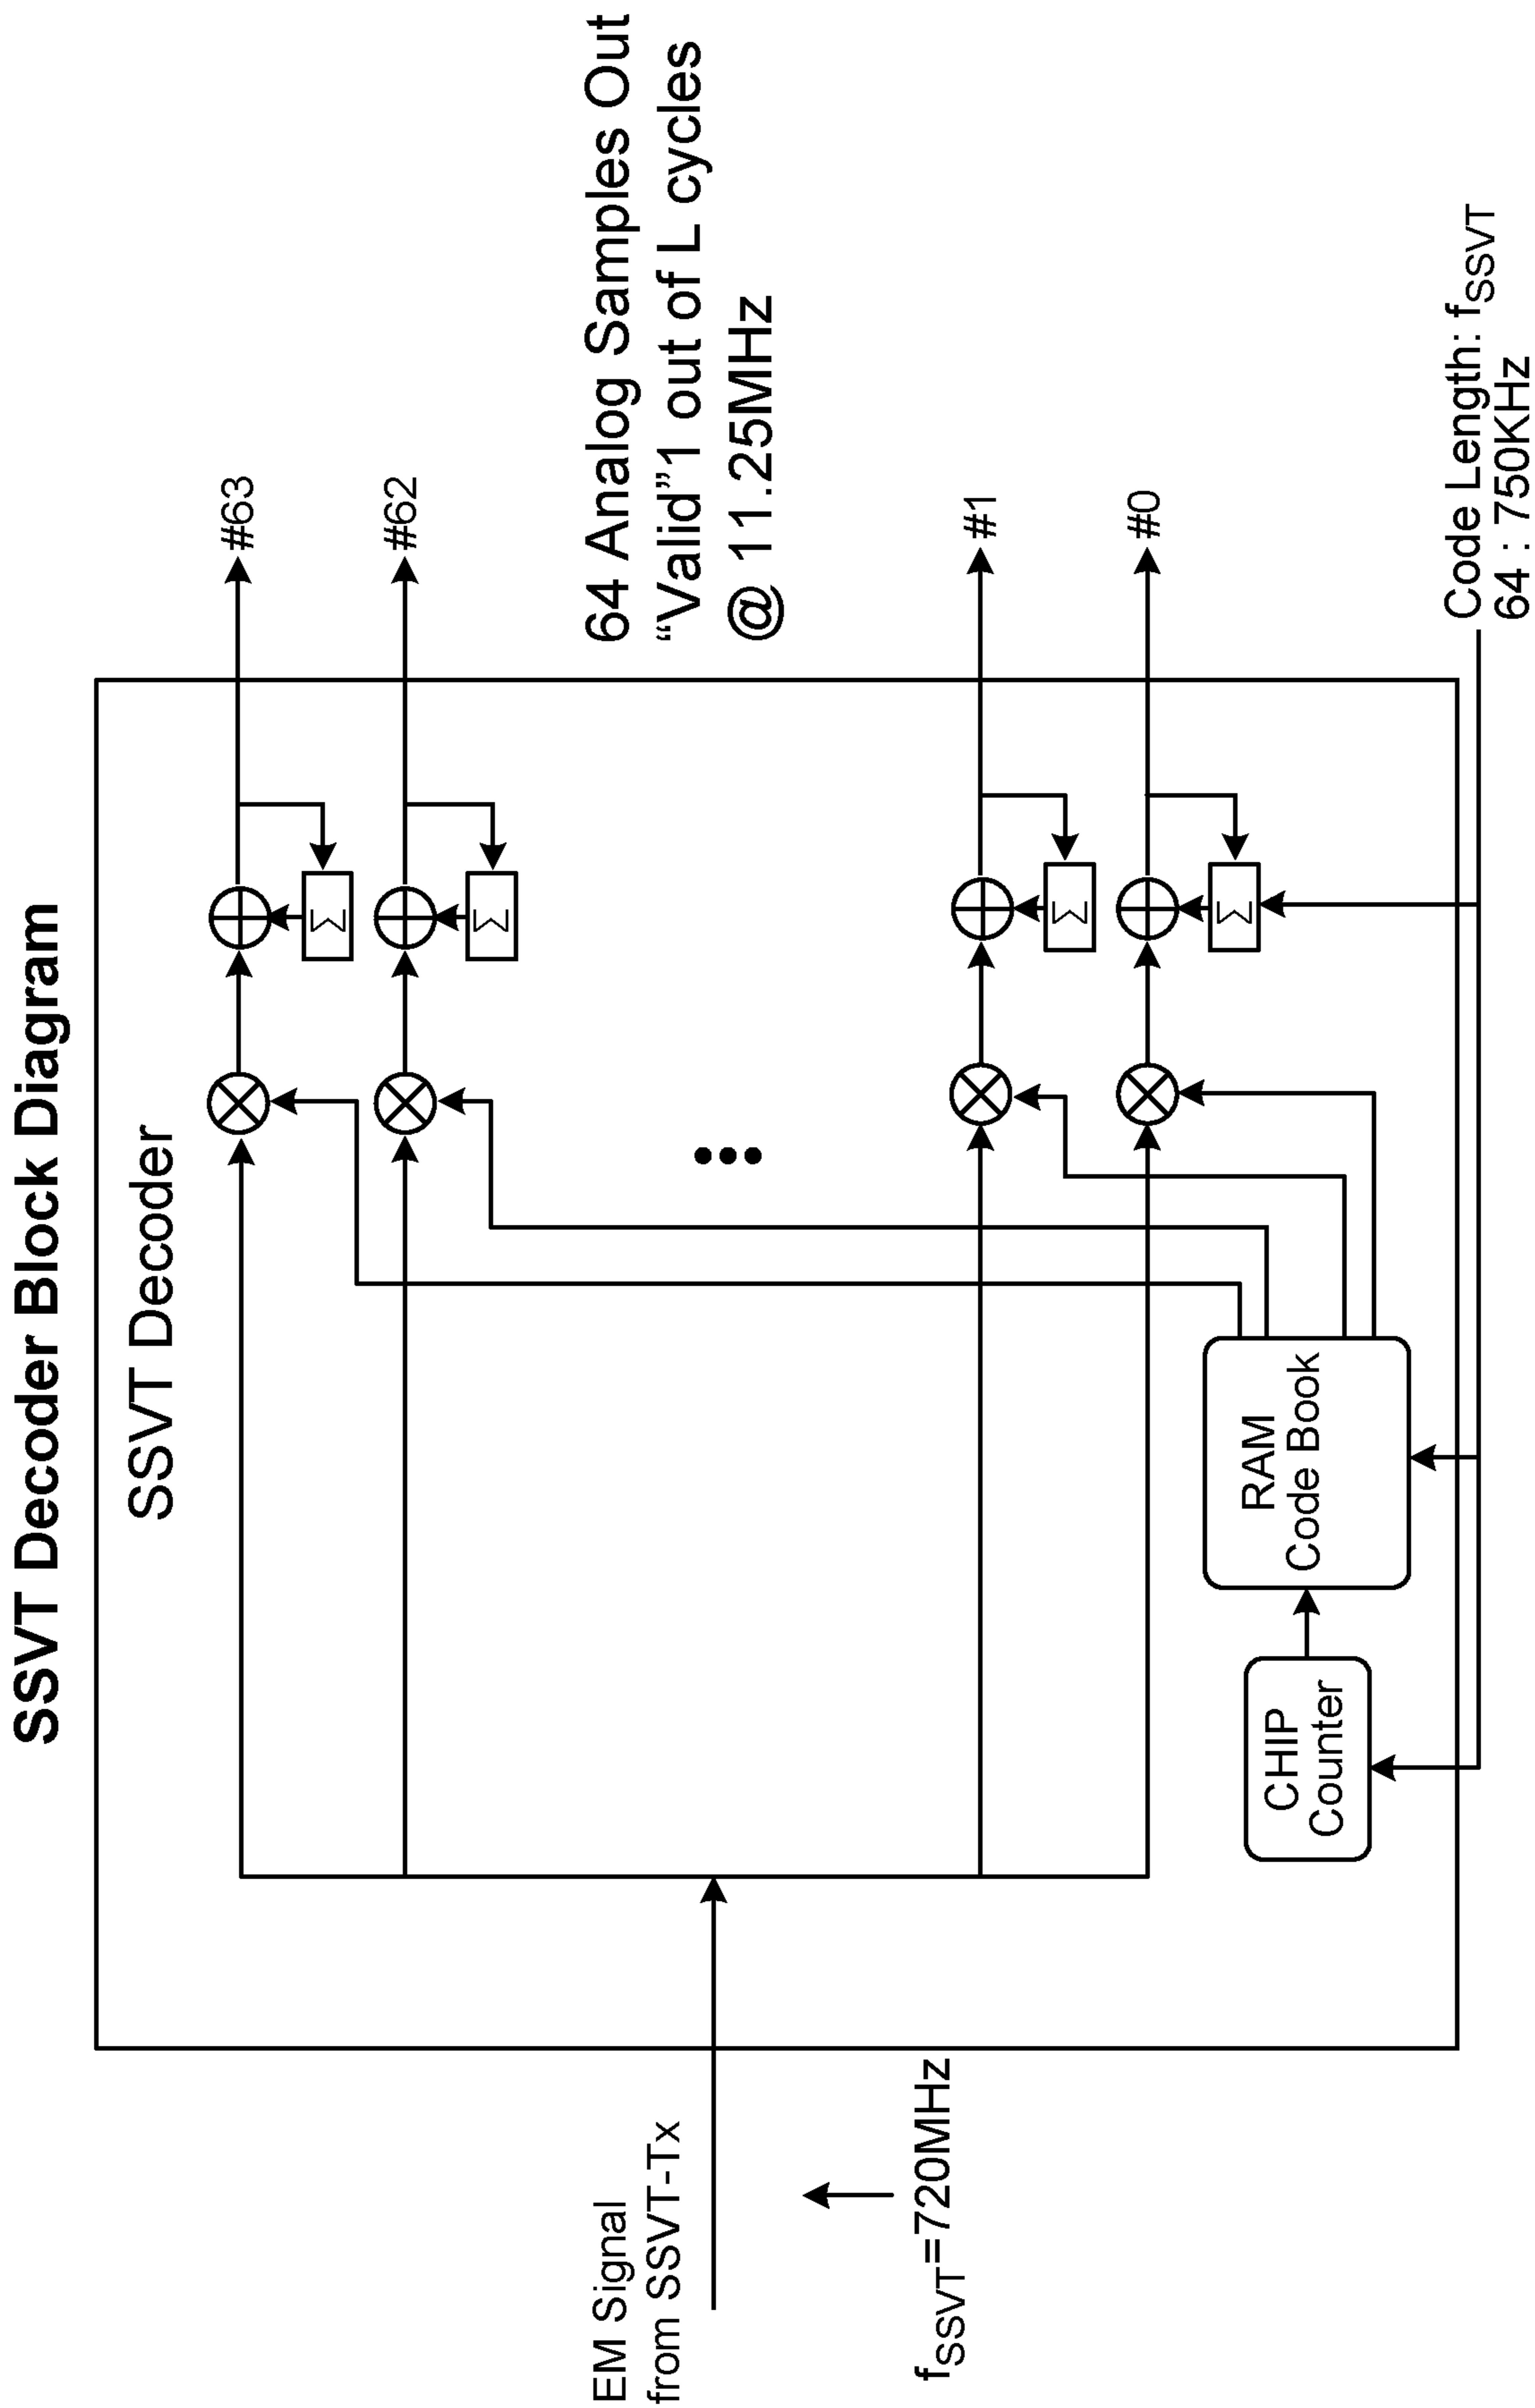 SSVT Decoder Block Diagram
SSVT Decoder
#63
#62
64 Analog Samples Out
“Valid”1 out of L cycles
@ 11.25MHz
#1
#0
Σ
Σ
Σ
Σ
EM Signal
from SSVT-Tx
fSSVT=720MHz
CHIP
Counter
RAM
Code Book
Code Length: fSSVT
64 : 750KHz